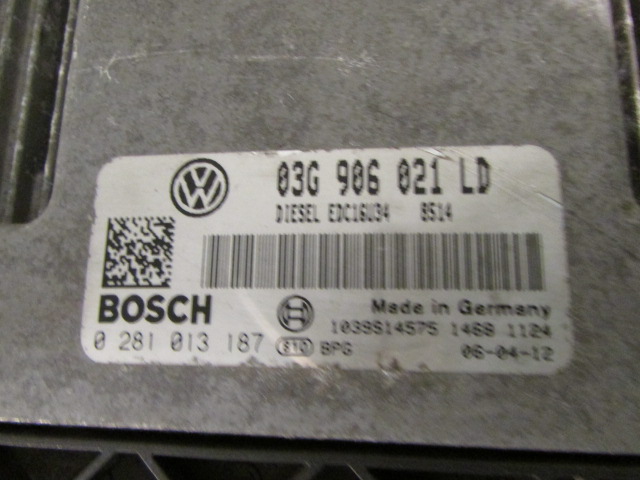 03G 906 021 LD
DIESEL EDC16U34 8514
BOSCH
Made in Germany
1039S14575 1468 1124
0 281 013 187 810 BPG 06-04-12